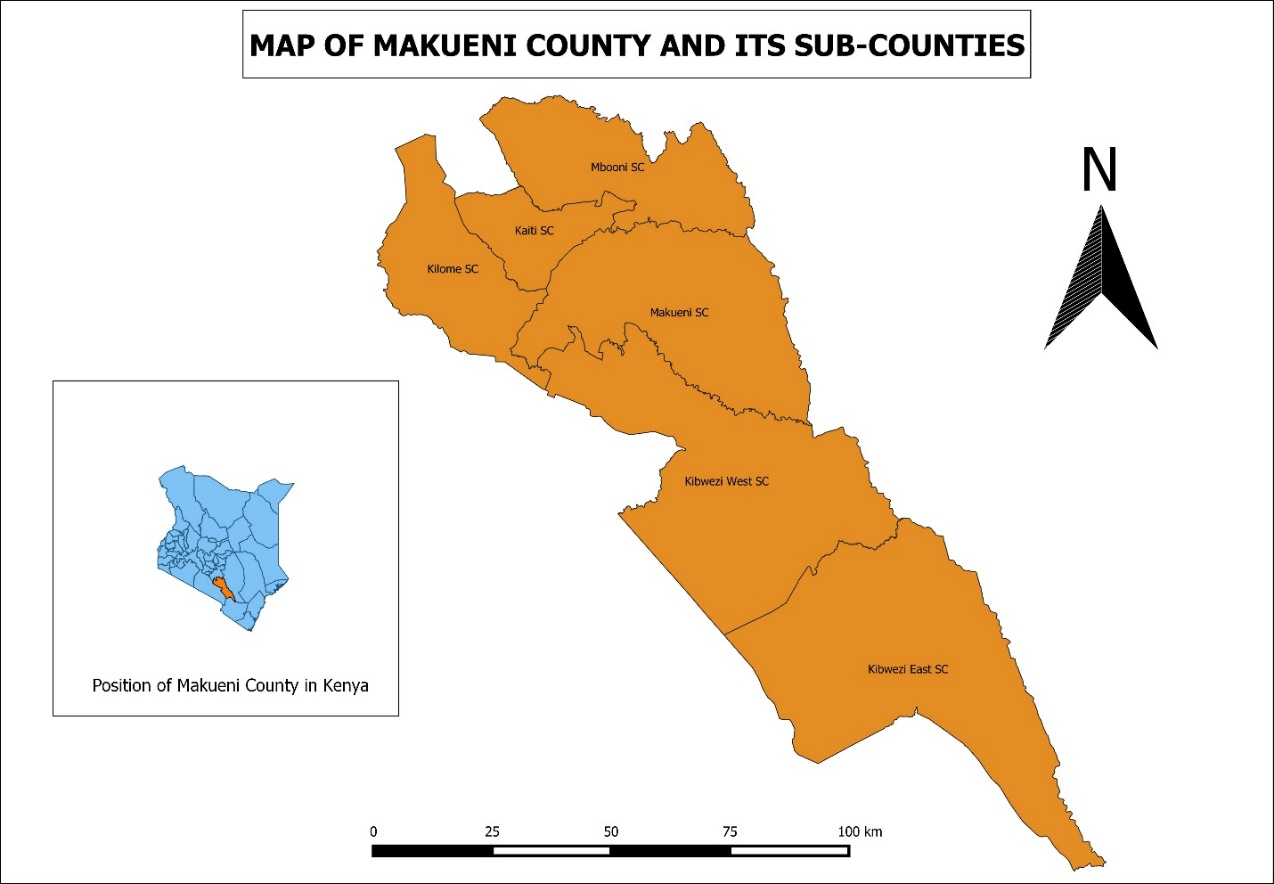 MAP OF MAKUENI COUNTY AND ITS SUB-COUNTIES
N
Mbooni SC
Kaiti SC
Kilome SC
Makueni SC
Kibwezi West SC
Kibwezi East SC
Position of Makueni County in Kenya
0 25 50 75 100 km